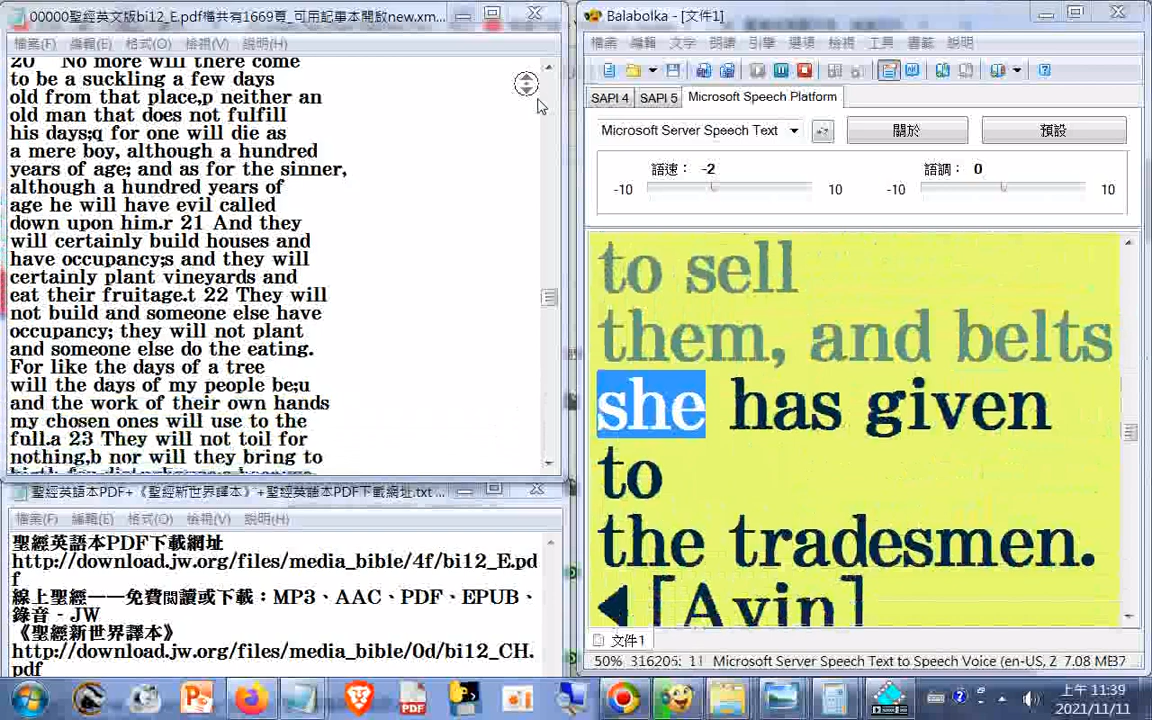 00000聖經英文版bi12_E.pdf檔共有1669頁_可用記事本開啟new.xm...
檔案(F) 編輯(E) 格式(O) 檢視(V) 說明(H)
20 No more will there come
to be a suckling a few days
old from that place,p neither an
old man that does not fulfill
his days;q for one will die as
a mere boy, although a hundred
years of age; and as for the sinner,
although a hundred years of
age he will have evil called
down upon him.r 21 And they
will certainly build houses and
have occupancy;s and they will
certainly plant vineyards and
eat their fruitage.t 22 They will
not build and someone else have
occupancy; they will not plant
and someone else do the eating.
For like the days of a tree
will the days of my people be;u
and the work of their own hands
my chosen ones will use to the
full.a 23 They will not toil for
nothing,b nor will they bring to
聖經英語本PDF+《聖經新世界譯本》+聖經英語本PDF下載網址.txt ...
檔案(F) 編輯(E) 格式(O) 檢視(V) 說明(H)
聖經英語本PDF下載網址
http://download.jw.org/files/media_bible/4f/bi12_E.pd
f
線上聖經——免費閱讀或下載：MP3、AAC、PDF、EPUB、
錄音 - JW
《聖經新世界譯本》
http://download.jw.org/files/media_bible/0d/bi12_CH.
pdf
Balabolka - [文件1]
檔案 編輯 文字 朗讀 引擎 選項 檢視 工具 書籤 說明
SAPI 4 SAPI 5 Microsoft Speech Platform
Microsoft Server Speech Text 關於 預設
語速： -2 語調： 0
-10 10 -10 10
to sell
them, and belts
she has given
to
the tradesmen.
◀[Ayin]
文件1
50% 316205: 11 Microsoft Server Speech Text to Speech Voice (en-US, Z 7.08 MB
上午 11:39
2021/11/11